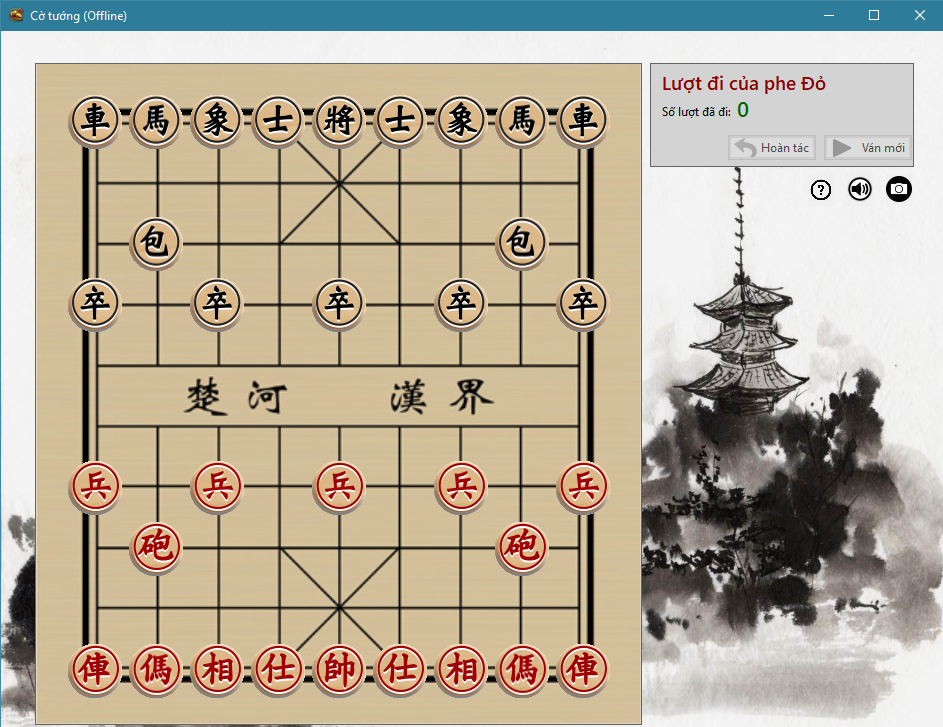 Cờ tướng (Offline)
Lượt đi của phe Đỏ
Số lượt đã đi: 0
Hoàn tác
Ván mới
?
車 馬 象 士 將 士 象 馬 車
包 包
卒 卒 卒 卒 卒
楚 河 漢 界
兵 兵 兵 兵 兵
砲 砲
俥 傌 相 仕 帥 仕 相 傌 俥